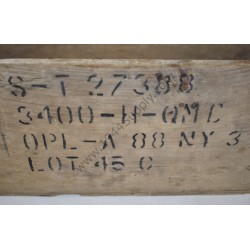 S-T 27388
3400-H-QMC
OPL-A 88 NY 3
LOT 45 C